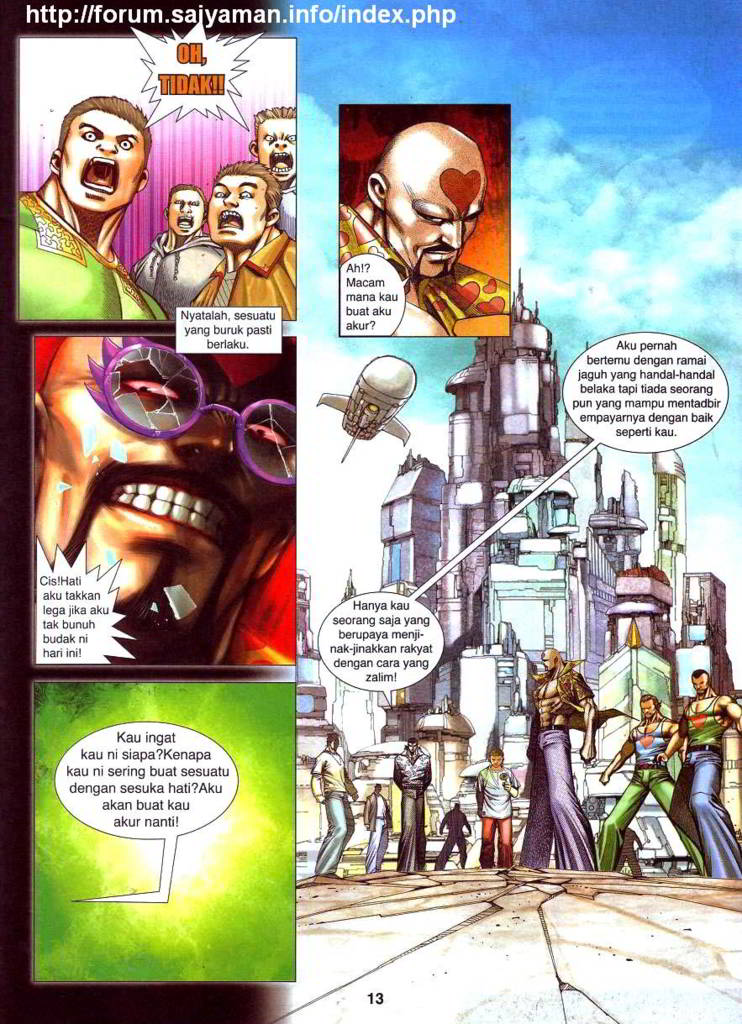 http://forum.saiyaman.info/index.php
OH,
TIDAK!!
Nyatalah, sesuatu
yang buruk pasti
berlaku.
Cis!Hati
aku takkan
lega jika aku
tak bunuh
budak ni
hari ini!
Kau ingat
kau ni siapa?Kenapa
kau ni sering buat sesuatu
dengan sesuka hati?Aku
akan buat kau
akur nanti!
Ah!?
Macam
mana kau
buat aku
akur?
Aku pernah
bertemu dengan ramai
jaguh yang handal-handal
belaka tapi tiada seorang
pun yang mampu mentadbir
empayarnya dengan baik
seperti kau.
Hanya kau
seorang saja yang
berupaya menji-
nak-jinakkan rakyat
dengan cara yang
zalim!
13